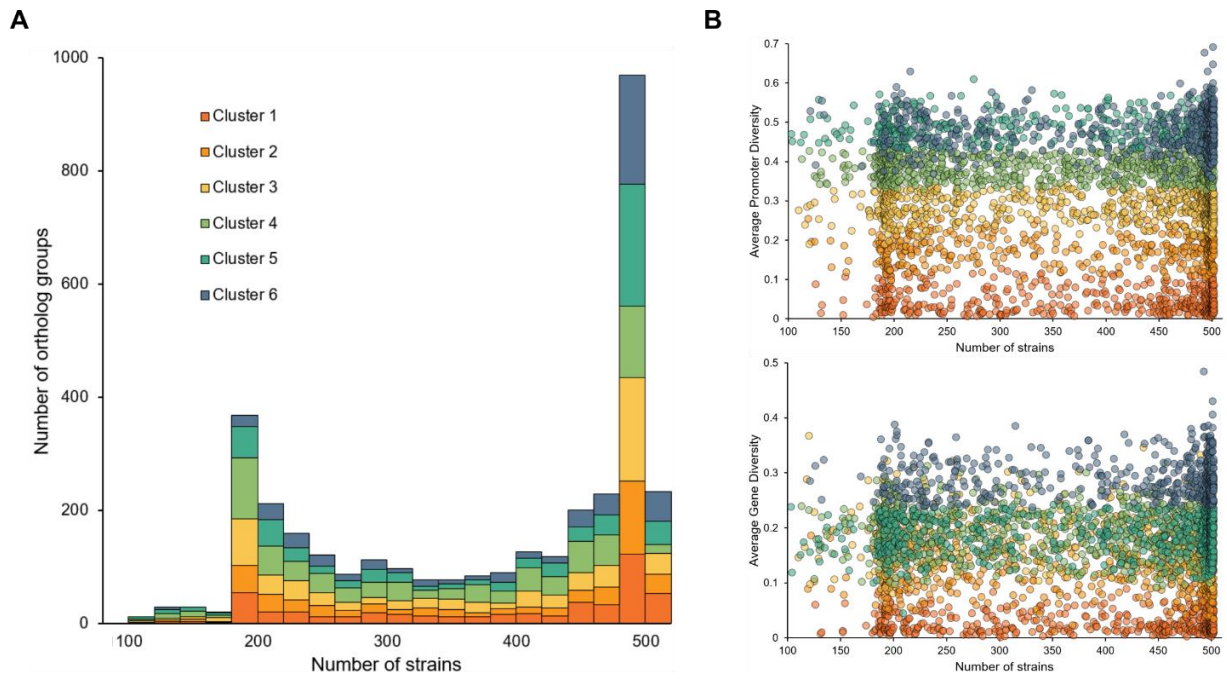 A
Number of ortholog groups
1000
800
600
400
200
0
Cluster 1
Cluster 2
Cluster 3
Cluster 4
Cluster 5
Cluster 6
100 200 300 400 500
Number of strains
B
Average Promoter Diversity
0.7
0.6
0.5
0.4
0.3
0.2
0.1
0
100 150 200 250 300 350 400 450 500
Number of strains
Average Gene Diversity
0.5
0.4
0.3
0.2
0.1
0
100 150 200 250 300 350 400 450 500
Number of strains